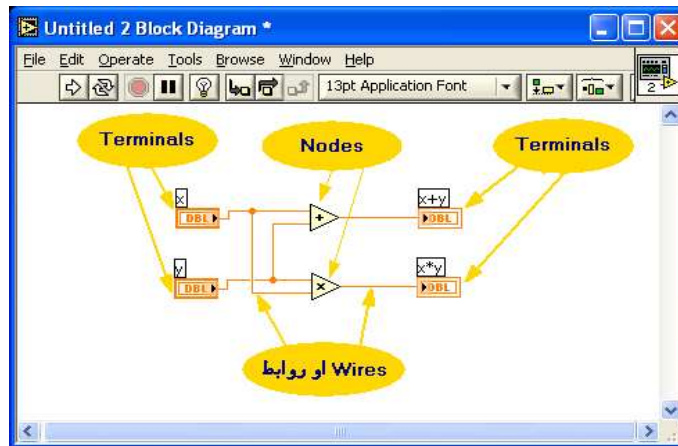 Untitled 2 Block Diagram *
File Edit Operate Tools Browse Window Help
13pt Application Font
2
Terminals
Nodes
Terminals
x
x+y
DBL
+
DBL
y
x*y
DBL
×
DBL
Wires او روابط